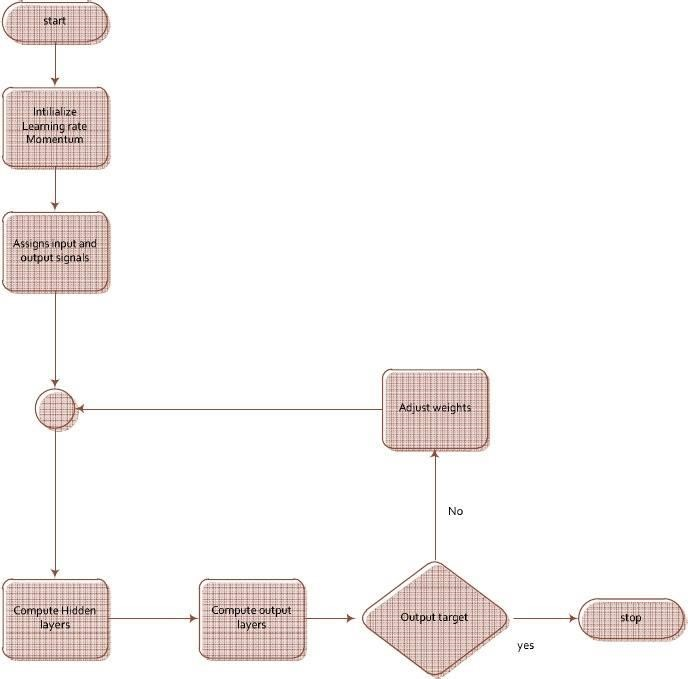 start
Intilialize
Learning rate
Momentum
Assigns input and
output signals
Adjust weights
No
Compute Hidden
layers
Compute output
layers
Output target
yes
stop